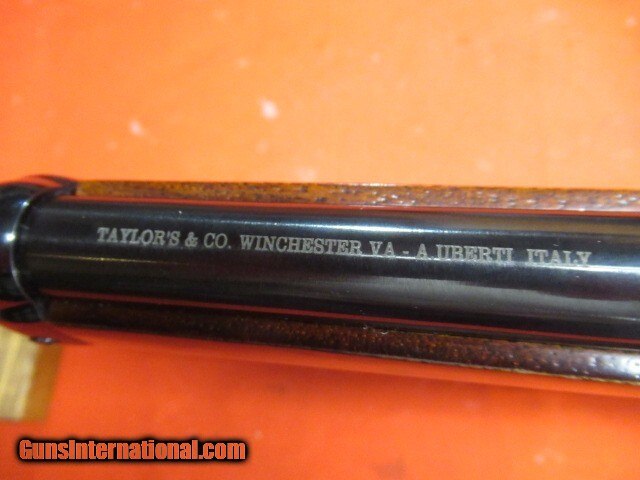 TAYLOR'S & CO. WINCHESTER VA - A UBERTI ITALY
GunsInternational.com